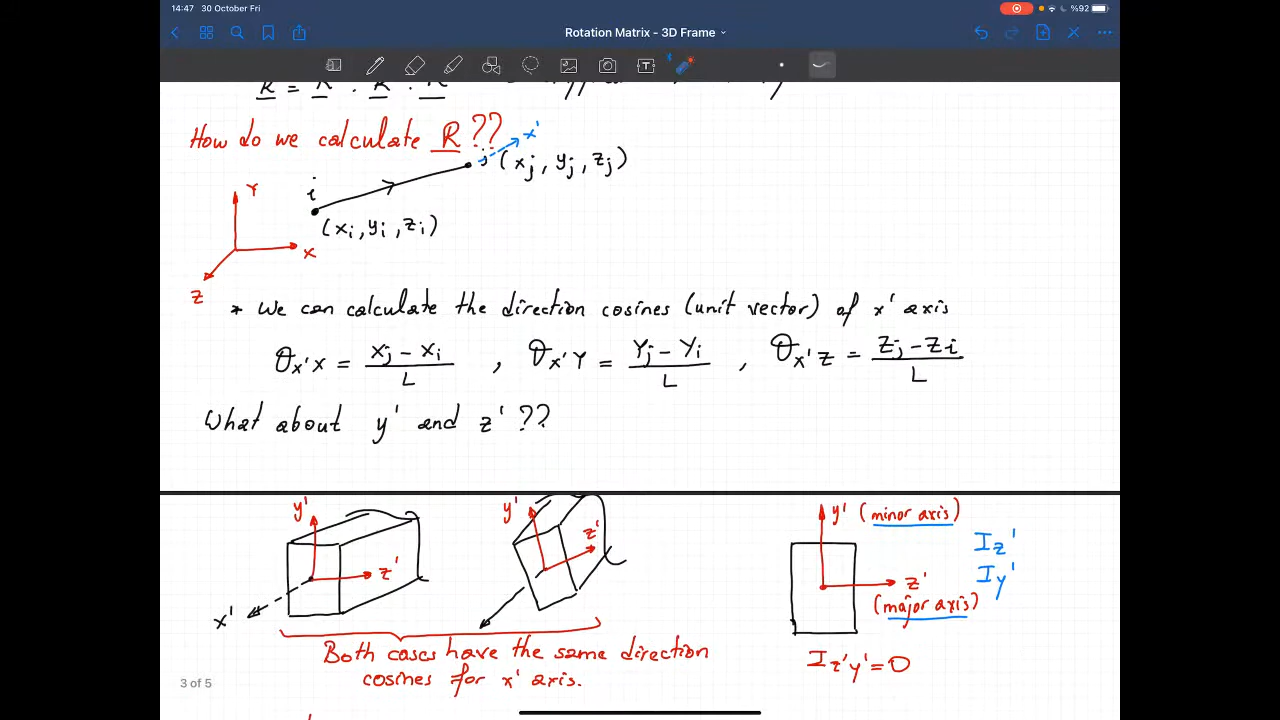 14:47 30 October Fri
%92
Rotation Matrix - 3D Frame
R = R . R . R
How do we calculate R??
x'
j (xj, yj, zj)
i
(xi, yi, zi)
Y
X
Z
* We can calculate the direction cosines (unit vector) of x' axis
θx'X = Xj - Xi / L , θx'Y = Yj - Yi / L , θx'Z = Zj - Zi / L
What about y' and z' ??
y'
z'
x'
y'
z'
y' (minor axis)
z'
(major axis)
Iz'
Iy'
Iz'y' = 0
Both cases have the same direction
cosines for x' axis.
3 of 5